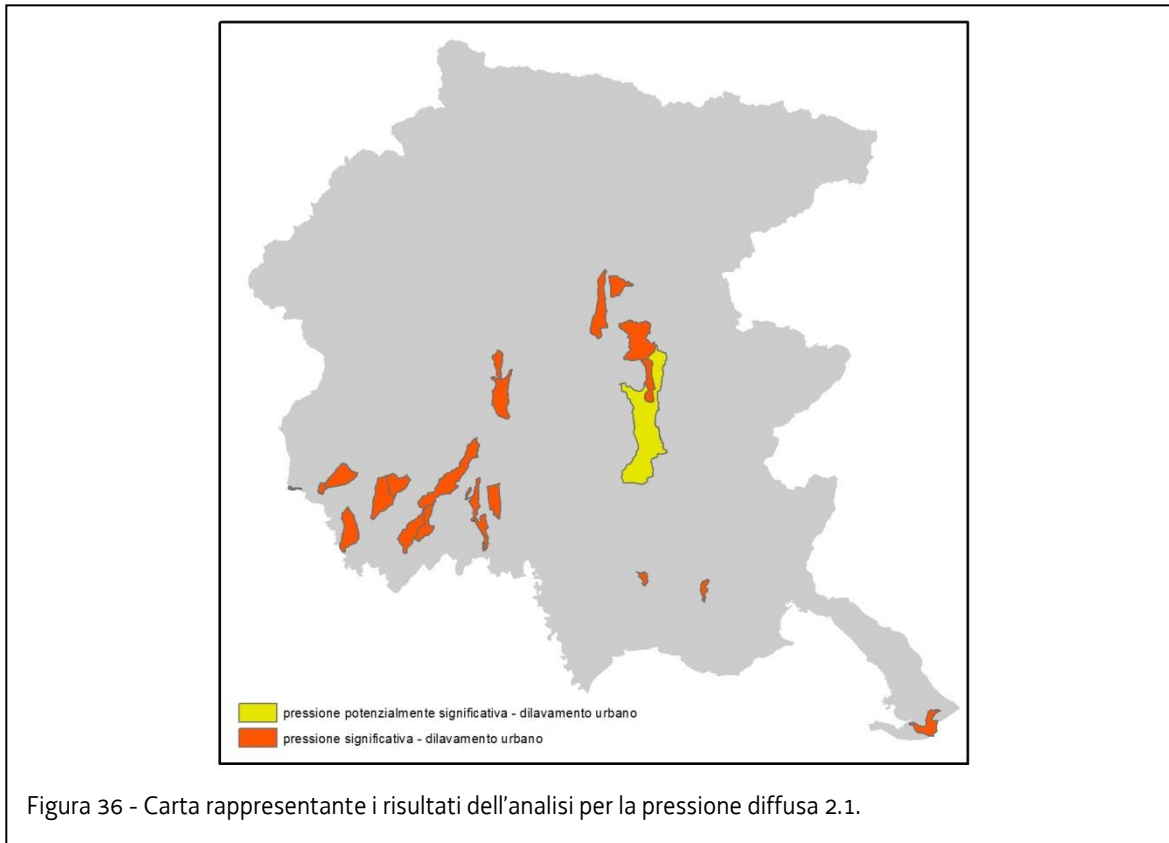 pressione potenzialmente significativa - dilavamento urbano
pressione significativa - dilavamento urbano
Figura 36 - Carta rappresentante i risultati dell'analisi per la pressione diffusa 2.1.